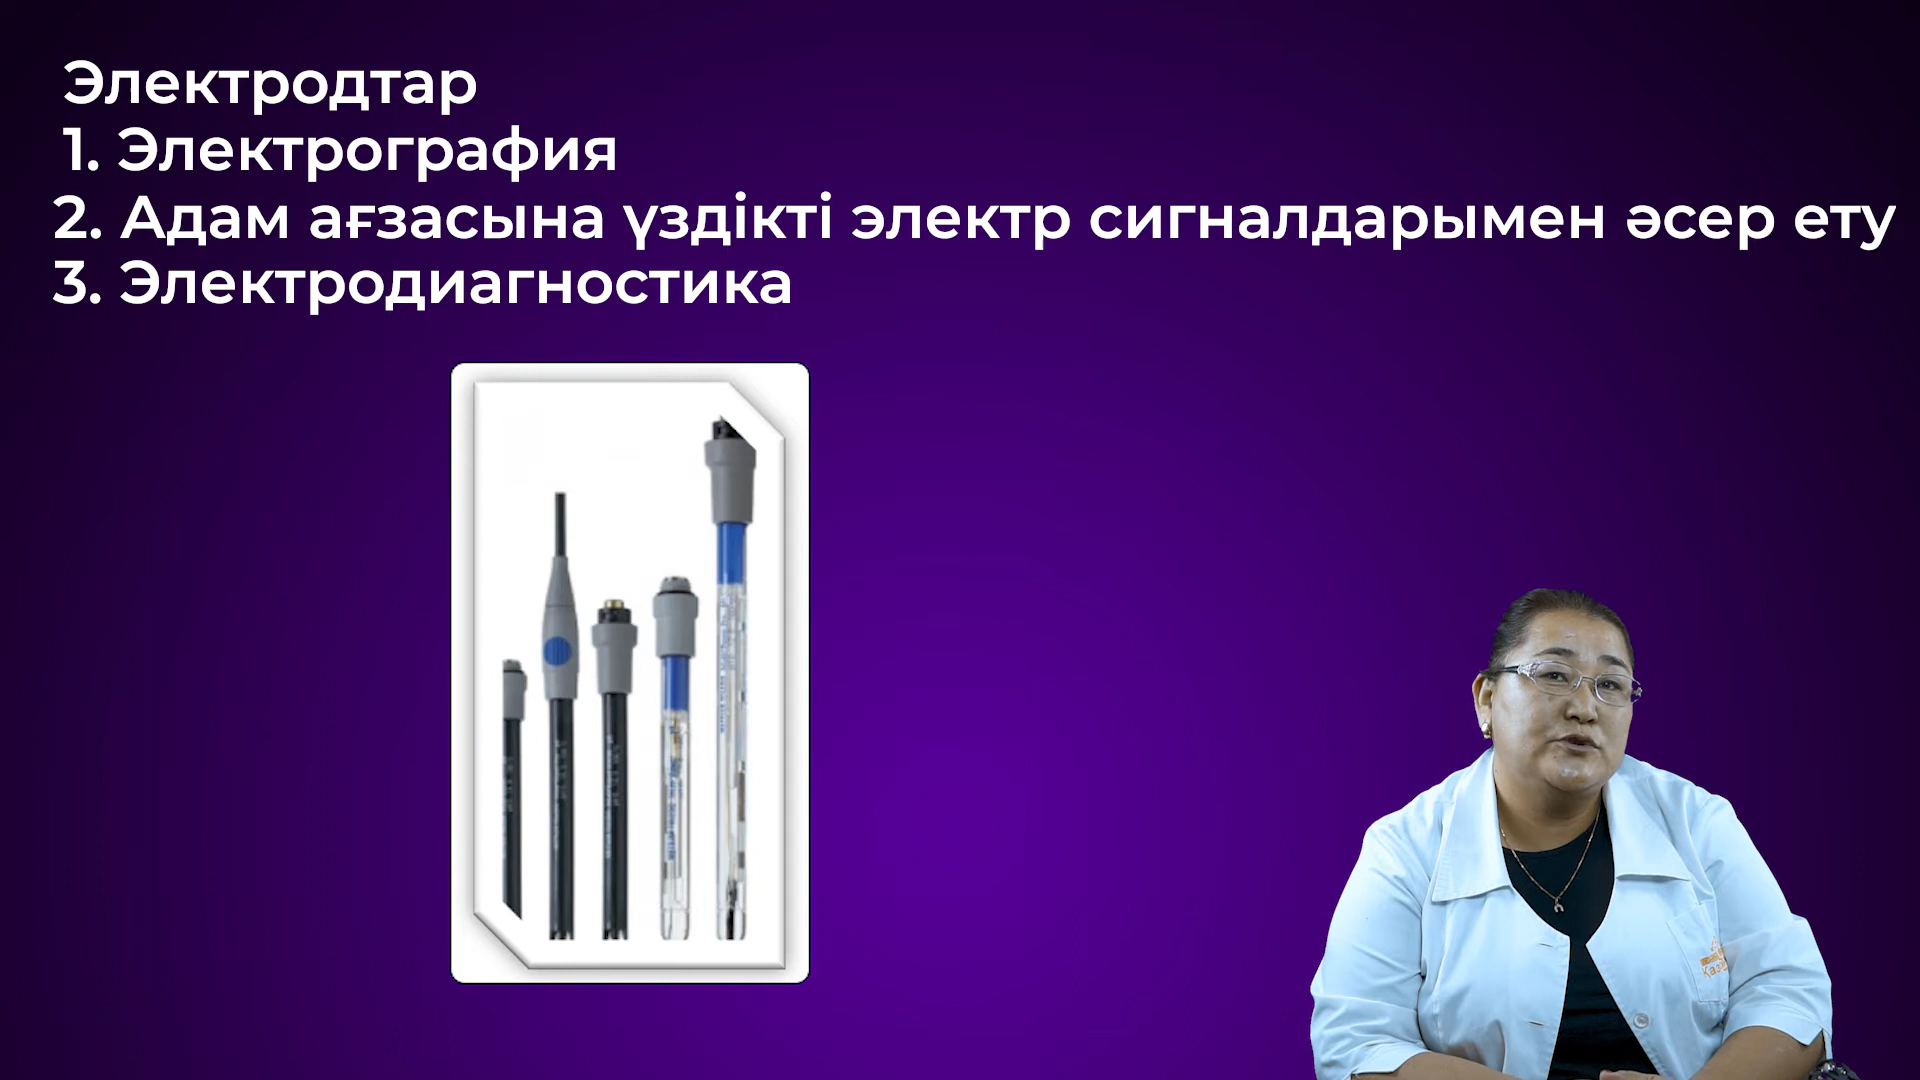 Электродтар
1. Электрография
2. Адам ағзасына үздікті электр сигналдарымен әсер ету
3. Электродиагностика